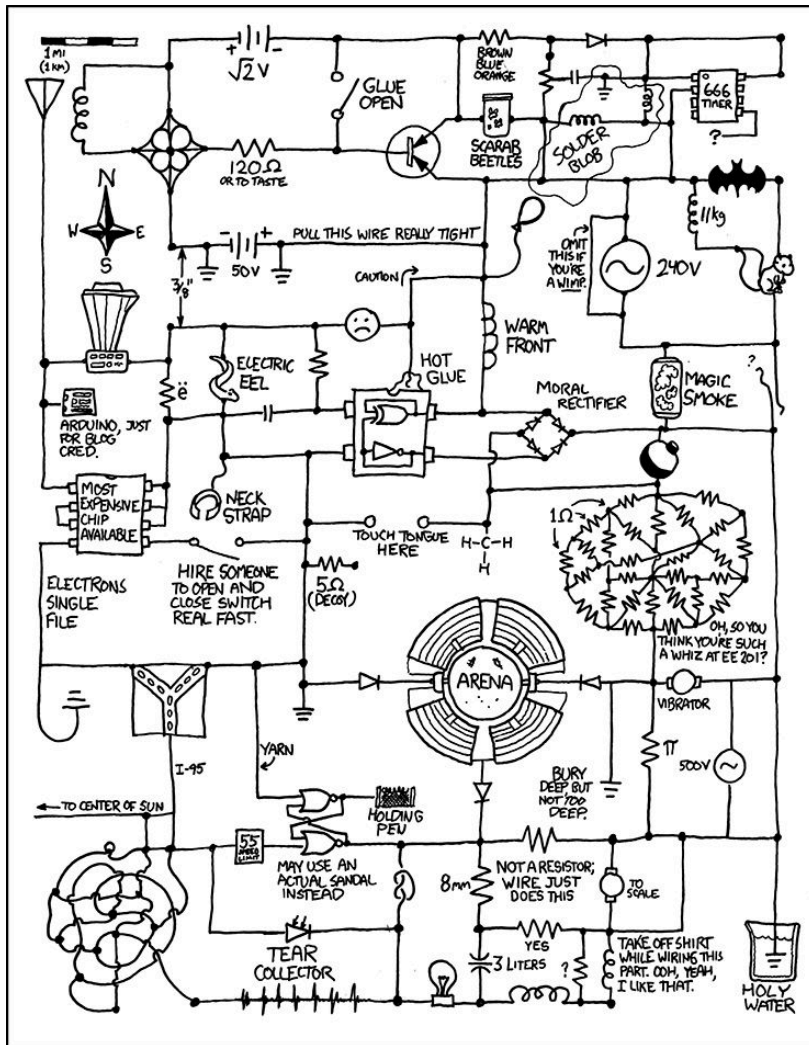 1 MI
(1 KM)
+ -
√2 V
GLUE
OPEN
BROWN
BLUE
ORANGE
666
TIMER
?
120Ω
OR TO TASTE
SCARAB
BEETLES
SOLDER
BLOB
N
W E
S
- +
50V
PULL THIS WIRE REALLY TIGHT
3/8"
CAUTION
OMIT
THIS IF
YOU'RE
A WIMP.
240V
11kg
WARM
FRONT
ELECTRIC
EEL
HOT
GLUE
MORAL
RECTIFIER
MAGIC
SMOKE
?
ë
ARDUINO, JUST
FOR BLOG
CRED.
MOST
EXPENSIVE
CHIP
AVAILABLE
NECK
STRAP
TOUCH TONGUE
HERE
H-C-H
H
1Ω
ELECTRONS
SINGLE
FILE
HIRE SOMEONE
TO OPEN AND
CLOSE SWITCH
REAL FAST.
5Ω
(DECOY)
OH, SO YOU
THINK YOU'RE SUCH
A WHIZ AT EE 201?
ARENA
VIBRATOR
π
500V
I-95
YARN
BURY
DEEP, BUT
NOT TOO
DEEP.
TO CENTER OF SUN
HOLDING
PEN
55
SPEED
LIMIT
MAY USE AN
ACTUAL SANDAL
INSTEAD
NOT A RESISTOR;
WIRE JUST
DOES THIS
8mm
TO
SCALE
TEAR
COLLECTOR
YES
3 LITERS
?
TAKE OFF SHIRT
WHILE WIRING THIS
PART. OOH, YEAH,
I LIKE THAT.
HOLY
WATER